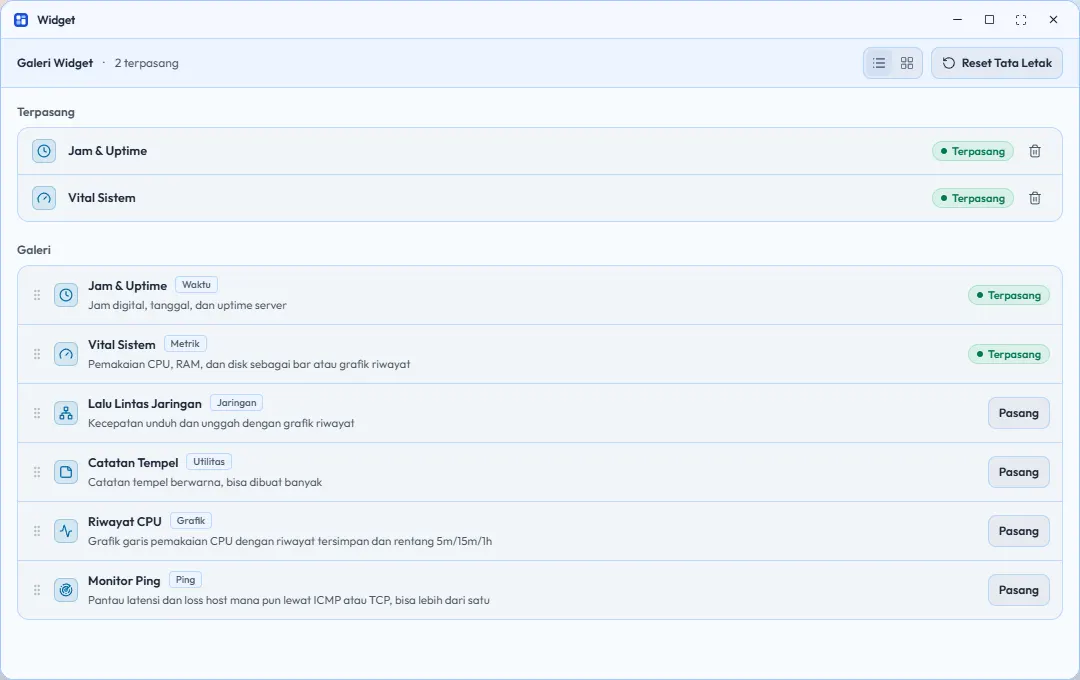 Widget
Galeri Widget · 2 terpasang
Reset Tata Letak
Terpasang
Jam & Uptime
Terpasang
Vital Sistem
Terpasang
Galeri
Jam & Uptime Waktu
Jam digital, tanggal, dan uptime server
Terpasang
Vital Sistem Metrik
Pemakaian CPU, RAM, dan disk sebagai bar atau grafik riwayat
Terpasang
Lalu Lintas Jaringan Jaringan
Kecepatan unduh dan unggah dengan grafik riwayat
Pasang
Catatan Tempel Utilitas
Catatan tempel berwarna, bisa dibuat banyak
Pasang
Riwayat CPU Grafik
Grafik garis pemakaian CPU dengan riwayat tersimpan dan rentang 5m/15m/1h
Pasang
Monitor Ping Ping
Pantau latensi dan loss host mana pun lewat ICMP atau TCP, bisa lebih dari satu
Pasang